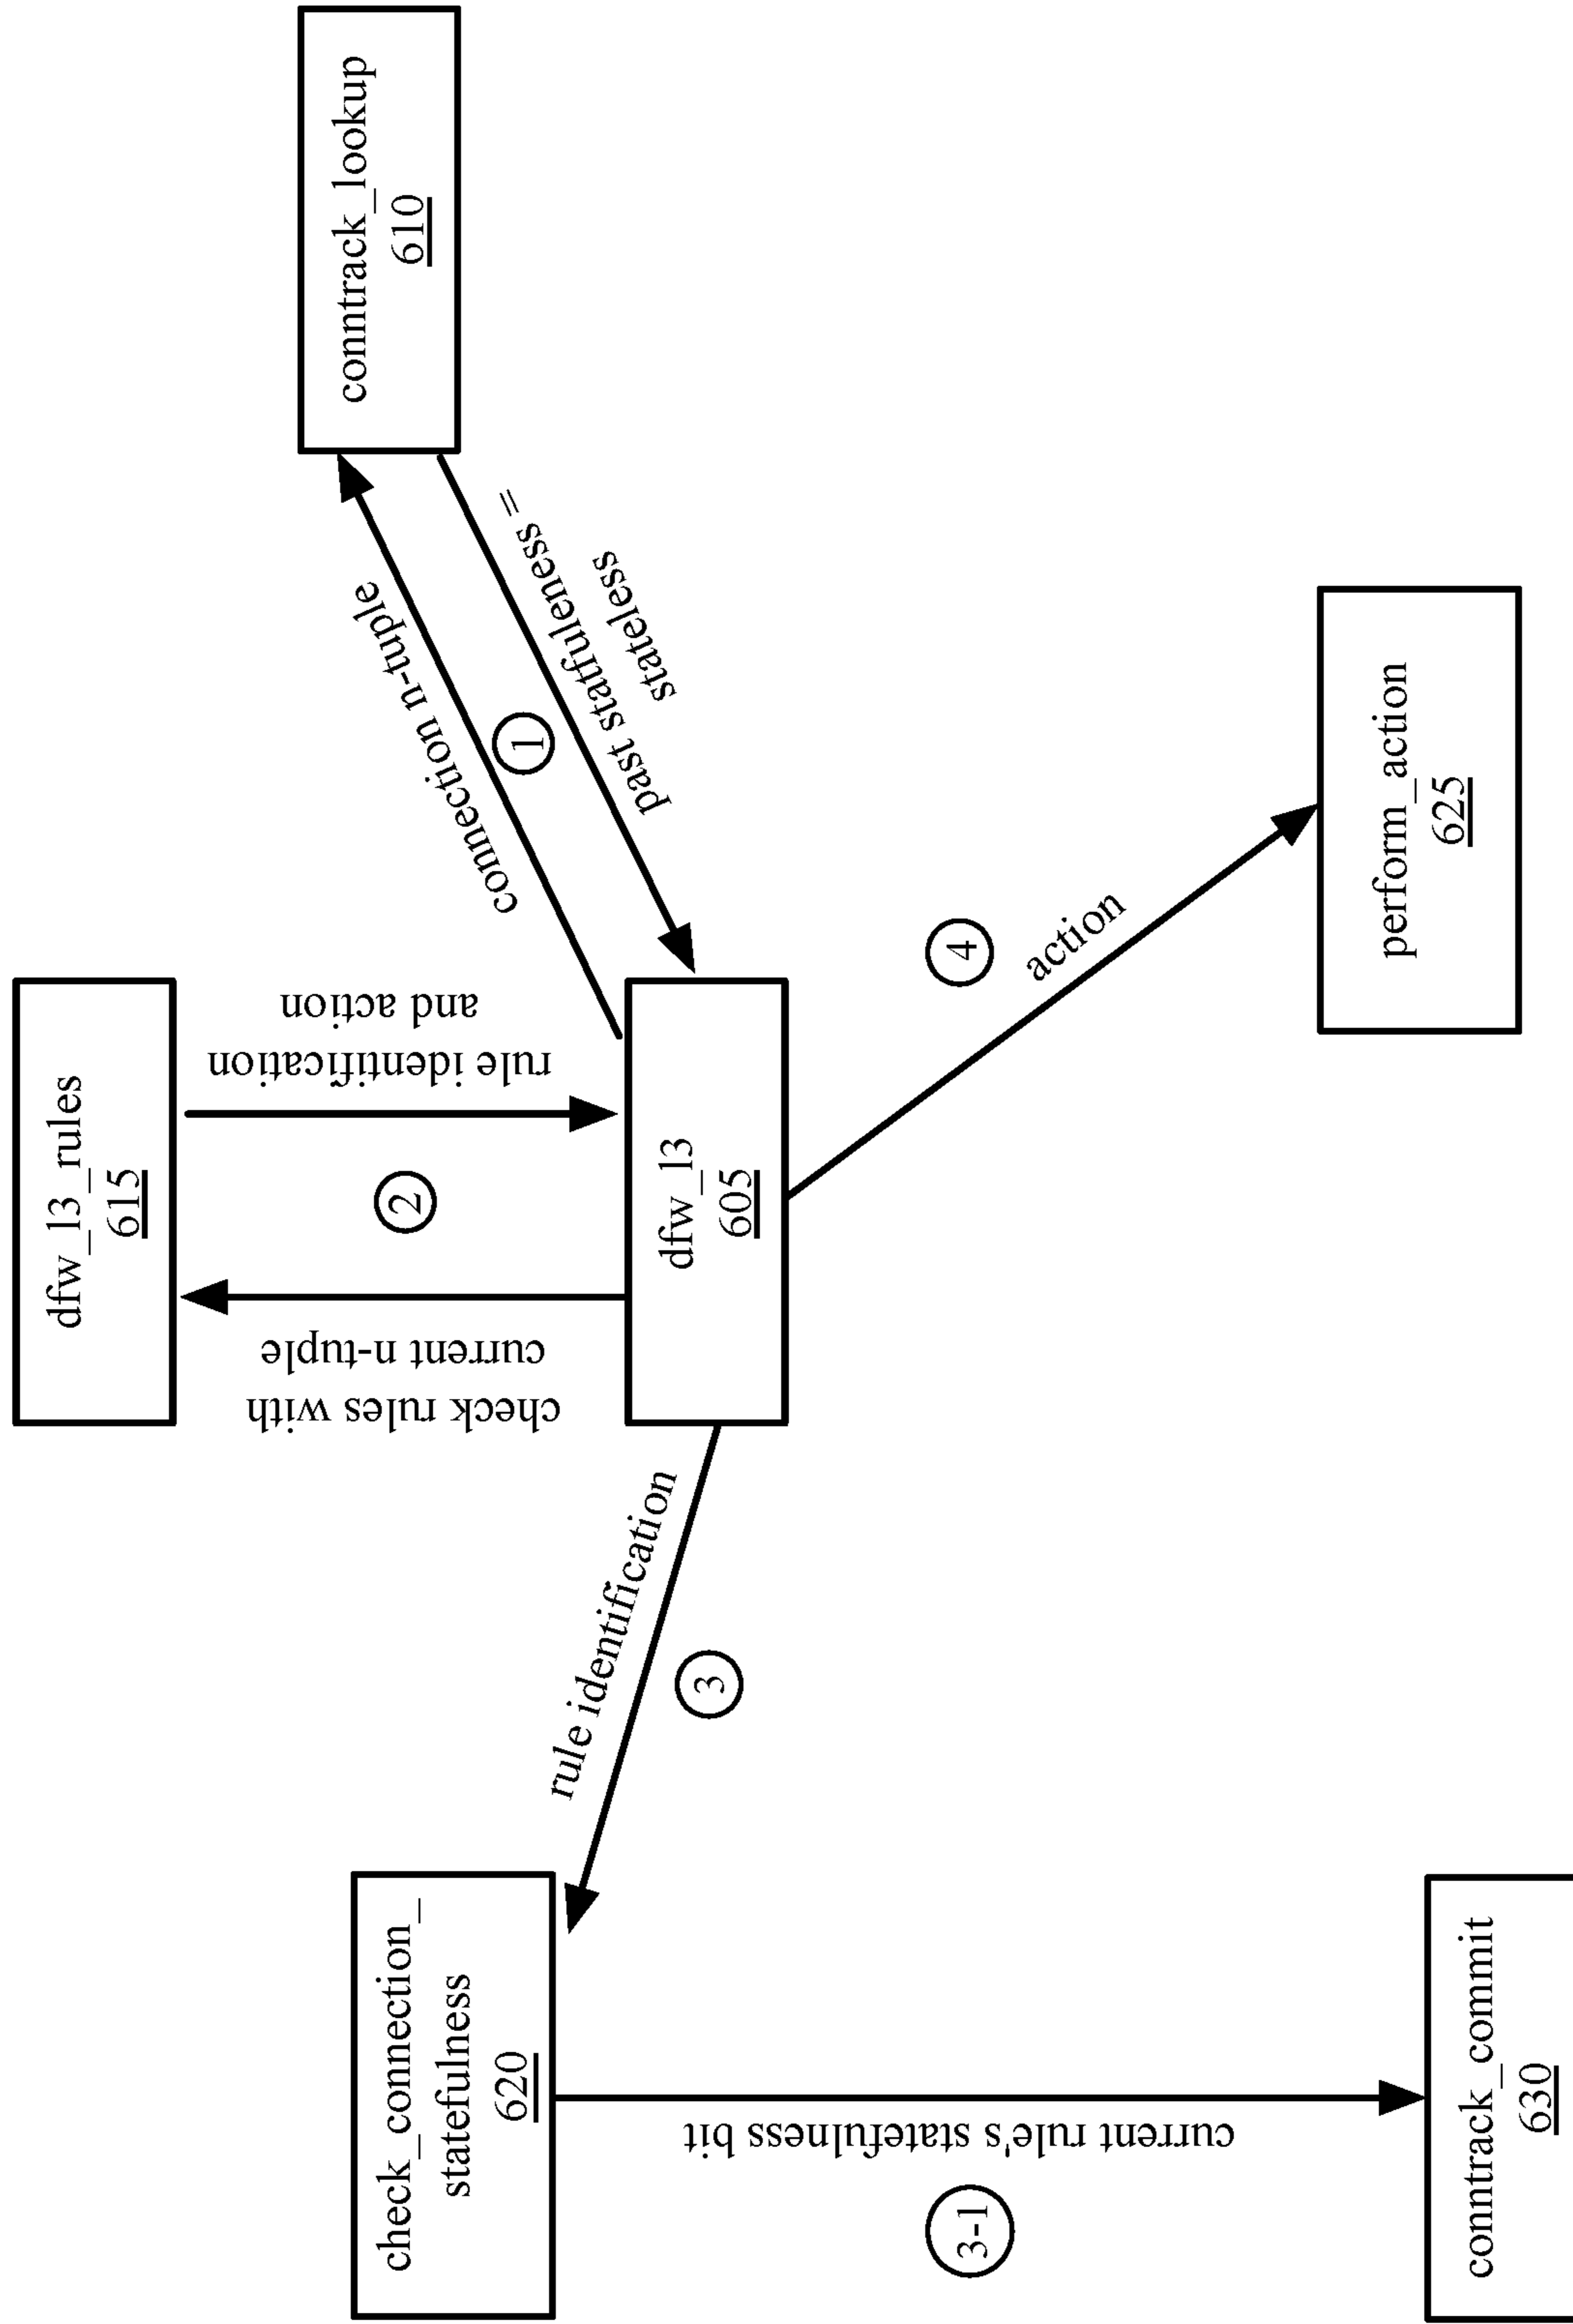 dfw_l3_rules
615
check rules with
current n-tuple
2
rule identification
and action
conntrack_lookup
610
connection n-tuple
1
past statfuleness =
stateless
check_connection_
statefulness
620
rule identification
3
dfw_l3
605
current rule's statefulness bit
3-1
4
action
perform_action
625
conntrack_commit
630